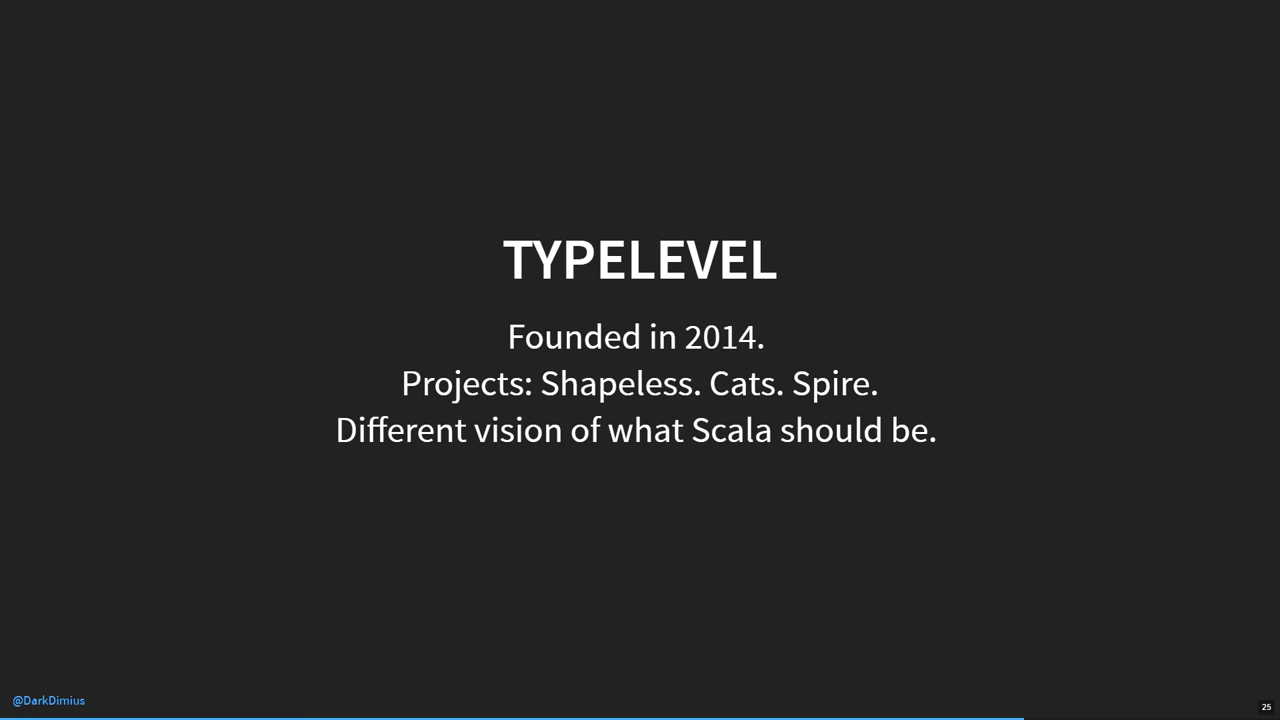 TYPELEVEL
Founded in 2014.
Projects: Shapeless. Cats. Spire.
Different vision of what Scala should be.
@DarkDimius
25